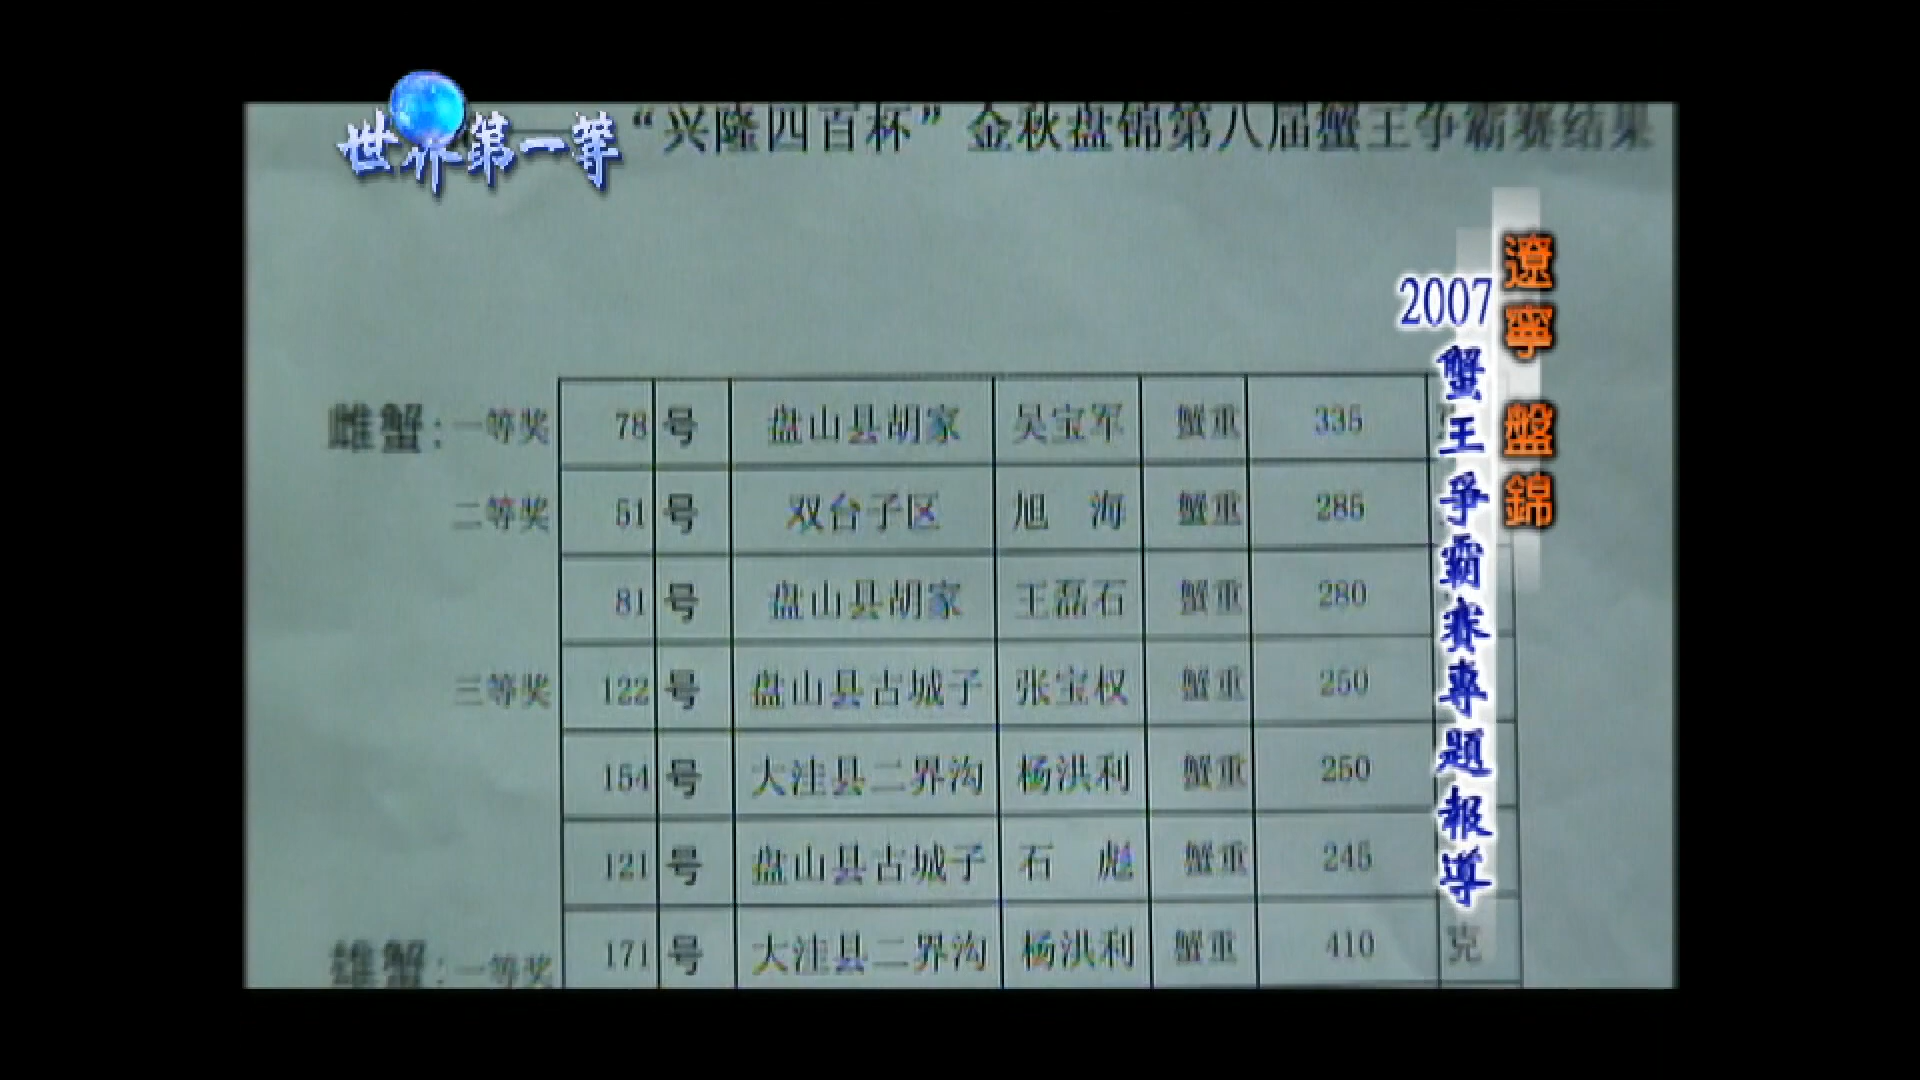 世界第一等
“兴隆四百杯”金秋盘锦第八届蟹王争霸赛结果
遼寧 盤錦
2007蟹王爭霸賽專題報導
雌蟹：一等奖 78 号 盘山县胡家 吴宝军 蟹重 335
二等奖 51 号 双台子区 旭 海 蟹重 285
81 号 盘山县胡家 王磊石 蟹重 280
三等奖 122 号 盘山县古城子 张宝权 蟹重 250
154 号 大洼县二界沟 杨洪利 蟹重 250
121 号 盘山县古城子 石 彪 蟹重 245
雄蟹：一等奖 171 号 大洼县二界沟 杨洪利 蟹重 410 克